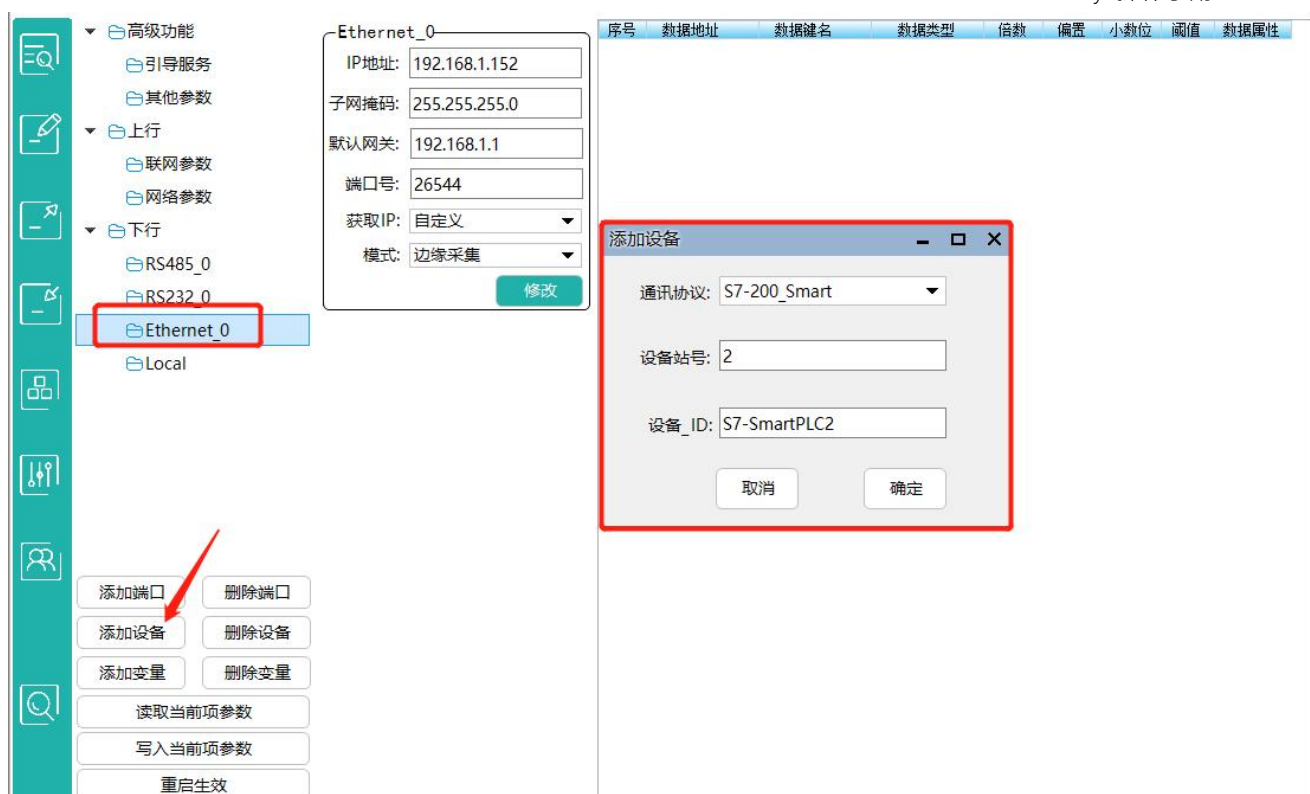 高级功能
引导服务
其他参数
上行
联网参数
网络参数
下行
RS485_0
RS232_0
Ethernet_0
Local
添加端口 删除端口
添加设备 删除设备
添加变量 删除变量
读取当前项参数
写入当前项参数
重启生效
Ethernet_0
IP地址: 192.168.1.152
子网掩码: 255.255.255.0
默认网关: 192.168.1.1
端口号: 26544
获取IP: 自定义
模式: 边缘采集
修改
序号 数据地址 数据键名 数据类型 倍数 偏置 小数位 阈值 数据属性
添加设备
通讯协议: S7-200_Smart
设备站号: 2
设备_ID: S7-SmartPLC2
取消 确定